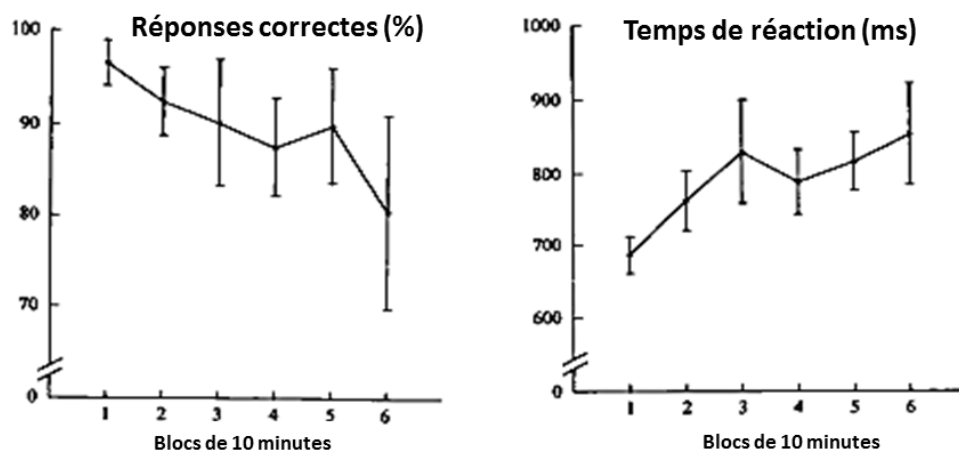 Réponses correctes (%)
100
90
80
70
0
1 2 3 4 5 6
Blocs de 10 minutes
Temps de réaction (ms)
1000
900
800
700
600
0
1 2 3 4 5 6
Blocs de 10 minutes